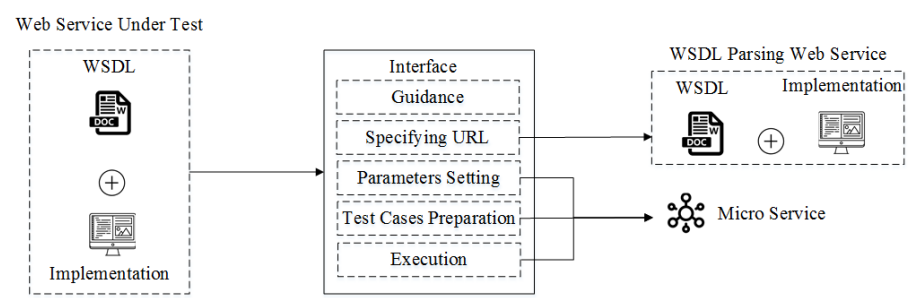 Web Service Under Test
WSDL
W
DOC
Implementation
Interface
Guidance
Specifying URL
Parameters Setting
Test Cases Preparation
Execution
WSDL Parsing Web Service
WSDL
W
DOC
Implementation
Micro Service